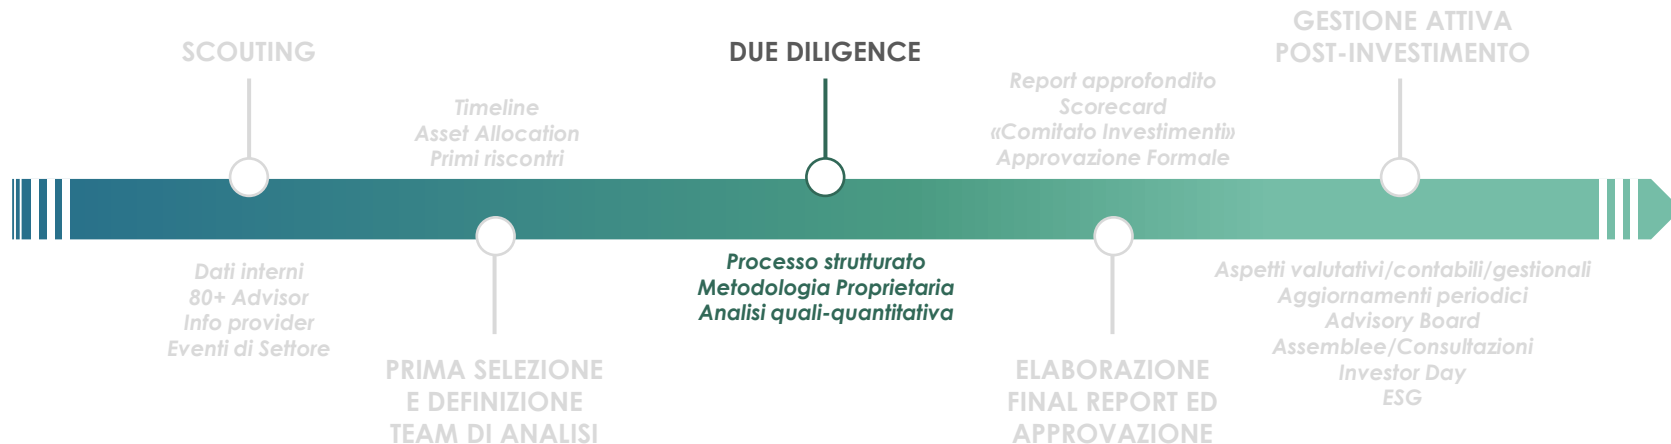 SCOUTING
Dati interni
80+ Advisor
Info provider
Eventi di Settore
Timeline
Asset Allocation
Primi riscontri
PRIMA SELEZIONE
E DEFINIZIONE
TEAM DI ANALISI
DUE DILIGENCE
Processo strutturato
Metodologia Proprietaria
Analisi quali-quantitativa
Report approfondito
Scorecard
«Comitato Investimenti»
Approvazione Formale
ELABORAZIONE
FINAL REPORT ED
APPROVAZIONE
GESTIONE ATTIVA
POST-INVESTIMENTO
Aspetti valutativi/contabili/gestionali
Aggiornamenti periodici
Advisory Board
Assemblee/Consultazioni
Investor Day
ESG